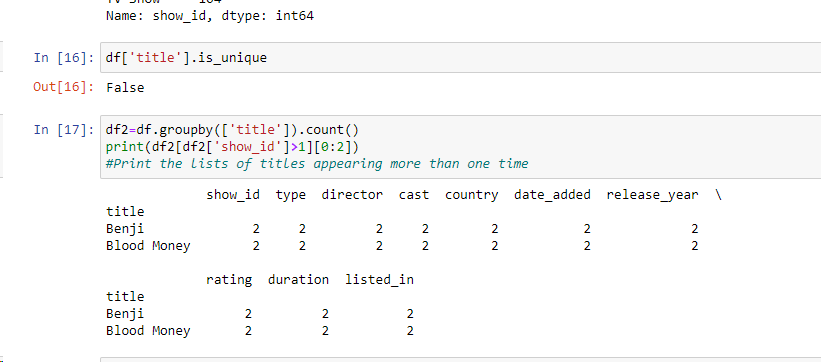 Name: show_id, dtype: int64
In [16]: df['title'].is_unique
Out[16]: False
In [17]: df2=df.groupby(['title']).count()
print(df2[df2['show_id']>1][0:2])
#Print the lists of titles appearing more than one time
show_id type director cast country date_added release_year \
title
Benji 2 2 2 2 2 2 2
Blood Money 2 2 2 2 2 2 2
rating duration listed_in
title
Benji 2 2 2
Blood Money 2 2 2